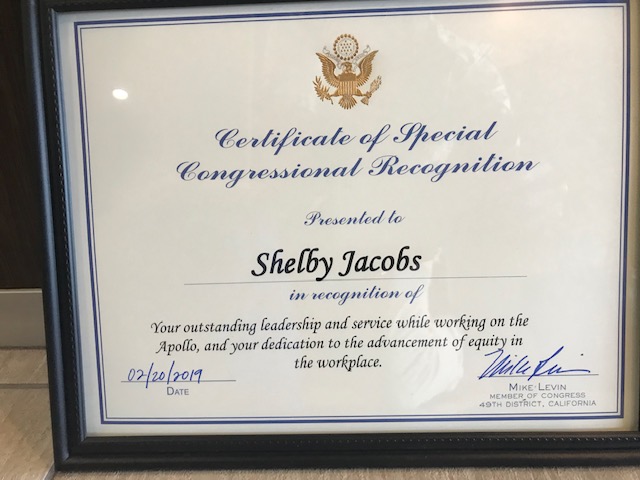 Certificate of Special
Congressional Recognition
Presented to
Shelby Jacobs
in recognition of
Your outstanding leadership and service while working on the
Apollo, and your dedication to the advancement of equity in
the workplace.
02/20/2019
DATE
Mike Levin
MIKE LEVIN
MEMBER OF CONGRESS
49TH DISTRICT, CALIFORNIA